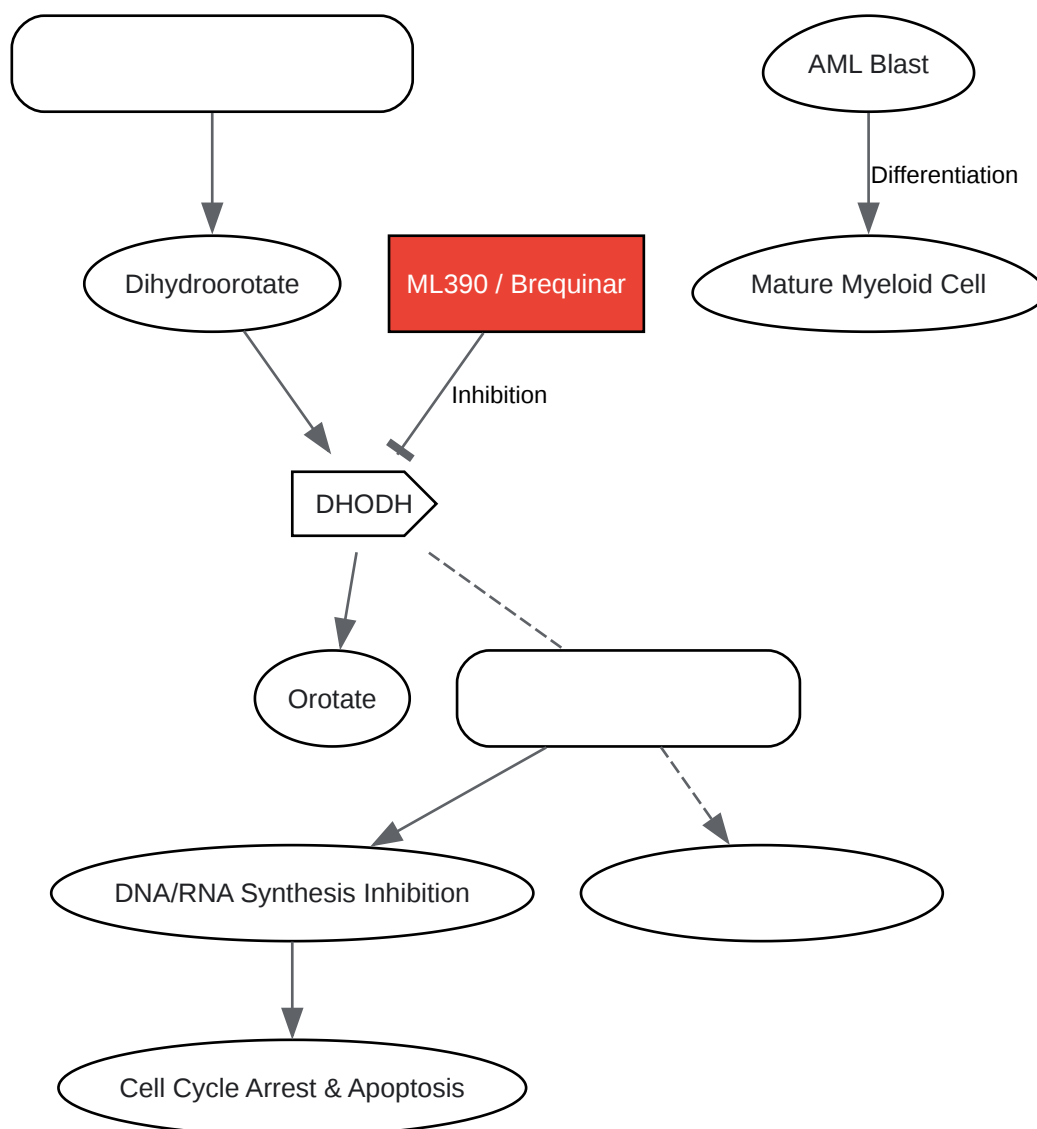 AML Blast
Differentiation
Dihydroorotate
ML390 / Brequinar
Mature Myeloid Cell
Inhibition
DHODH
Orotate
DNA/RNA Synthesis Inhibition
Cell Cycle Arrest & Apoptosis